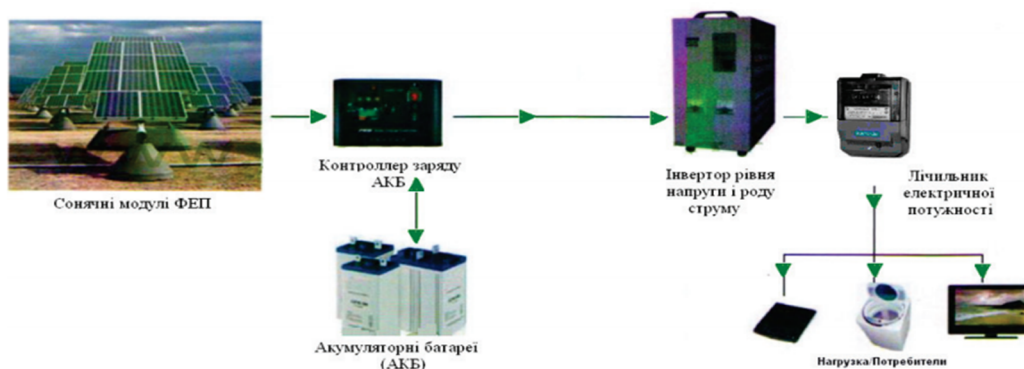 Сонячні модулі ФЕП
Контроллер заряду
АКБ
Акумуляторні батареї
(АКБ)
Інвертор рівня
напруги і роду
струму
Лічильник
електричної
потужності
Нагрузка/Потребители